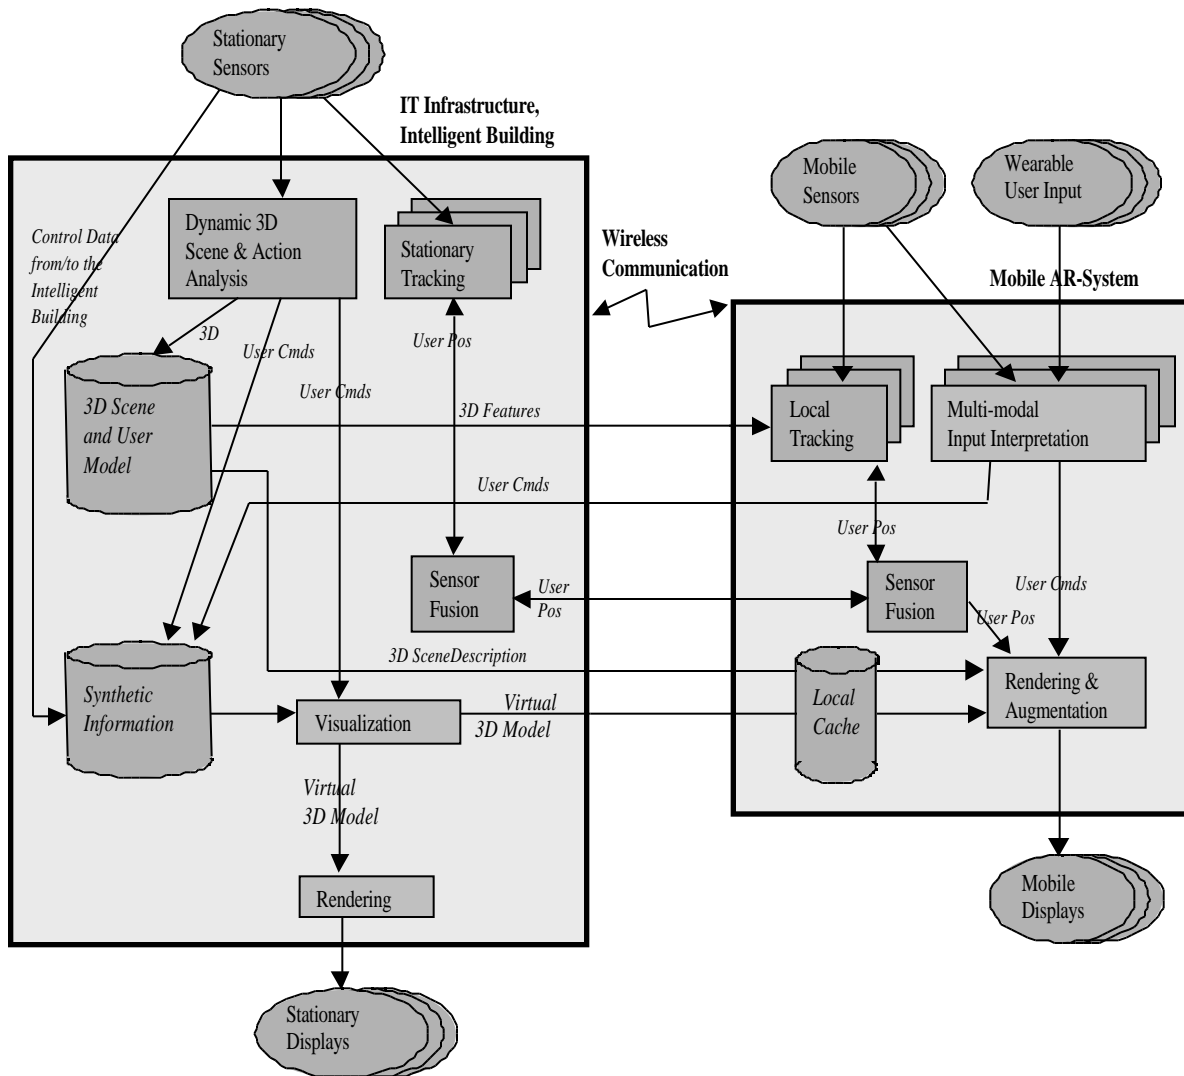 Stationary
Sensors
IT Infrastructure,
Intelligent Building
Mobile
Sensors
Wearable
User Input
Dynamic 3D
Scene & Action
Analysis
Stationary
Tracking
Control Data
from/to the
Intelligent
Building
Wireless
Communication
Mobile AR-System
3D
User Cmds
User Pos
User Cmds
3D Scene
and User
Model
3D Features
Local
Tracking
Multi-modal
Input Interpretation
User Cmds
User Pos
Sensor
Fusion
User
Pos
Sensor
Fusion
User Cmds
User Pos
3D SceneDescription
Synthetic
Information
Visualization
Virtual
3D Model
Local
Cache
Rendering &
Augmentation
Virtual
3D Model
Rendering
Mobile
Displays
Stationary
Displays